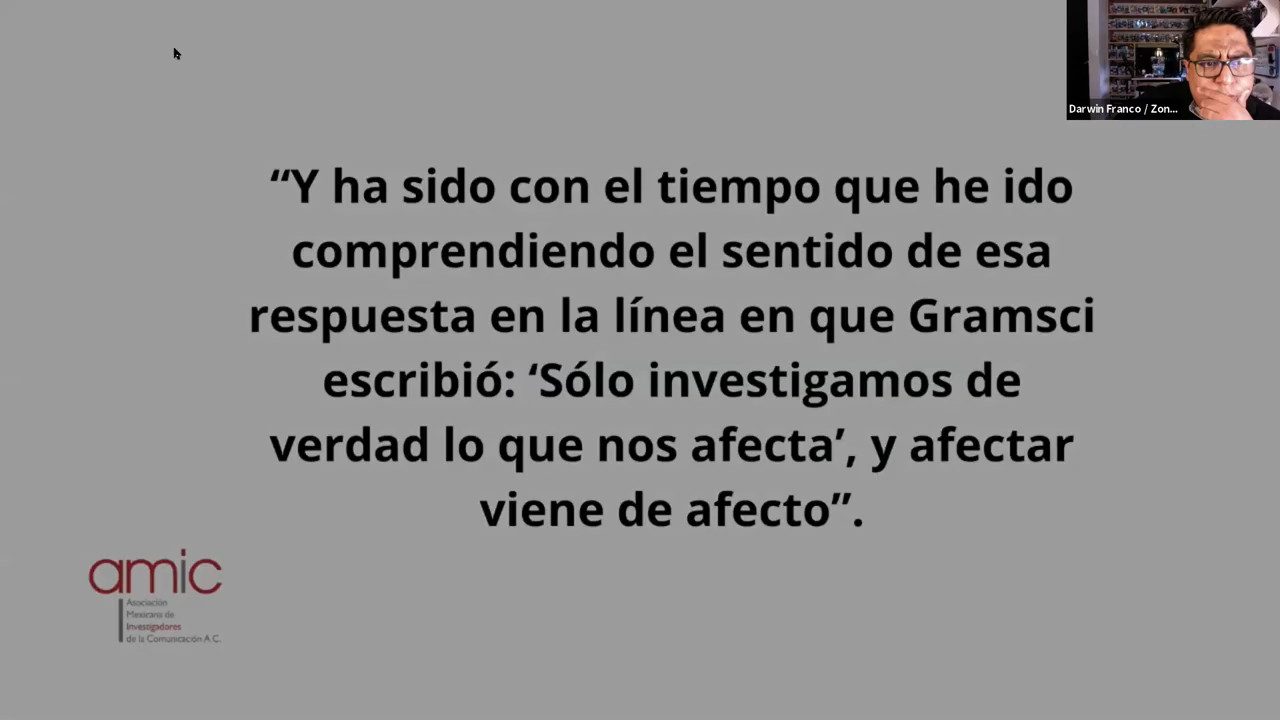 Darwin Franco / Zon...
“Y ha sido con el tiempo que he ido
comprendiendo el sentido de esa
respuesta en la línea en que Gramsci
escribió: ‘Sólo investigamos de
verdad lo que nos afecta’, y afectar
viene de afecto”.
amic
Asociación
Mexicana de
Investigadores
de la Comunicación A.C.